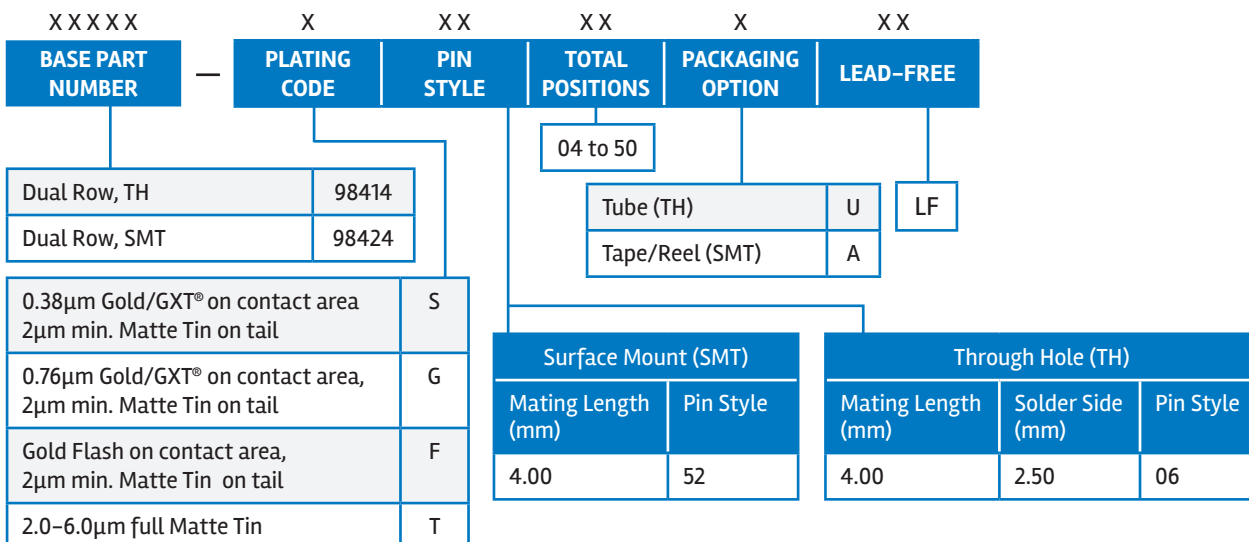 XXXXX X XX XX X XX
BASE PART NUMBER — PLATING CODE PIN STYLE TOTAL POSITIONS PACKAGING OPTION LEAD-FREE
04 to 50
Dual Row, TH 98414
Dual Row, SMT 98424
Tube (TH) U
Tape/Reel (SMT) A
LF
0.38µm Gold/GXT® on contact area
2µm min. Matte Tin on tail S
0.76µm Gold/GXT® on contact area,
2µm min. Matte Tin on tail G
Gold Flash on contact area,
2µm min. Matte Tin on tail F
2.0–6.0µm full Matte Tin T
Surface Mount (SMT)
Mating Length (mm) Pin Style
4.00 52
Through Hole (TH)
Mating Length (mm) Solder Side (mm) Pin Style
4.00 2.50 06